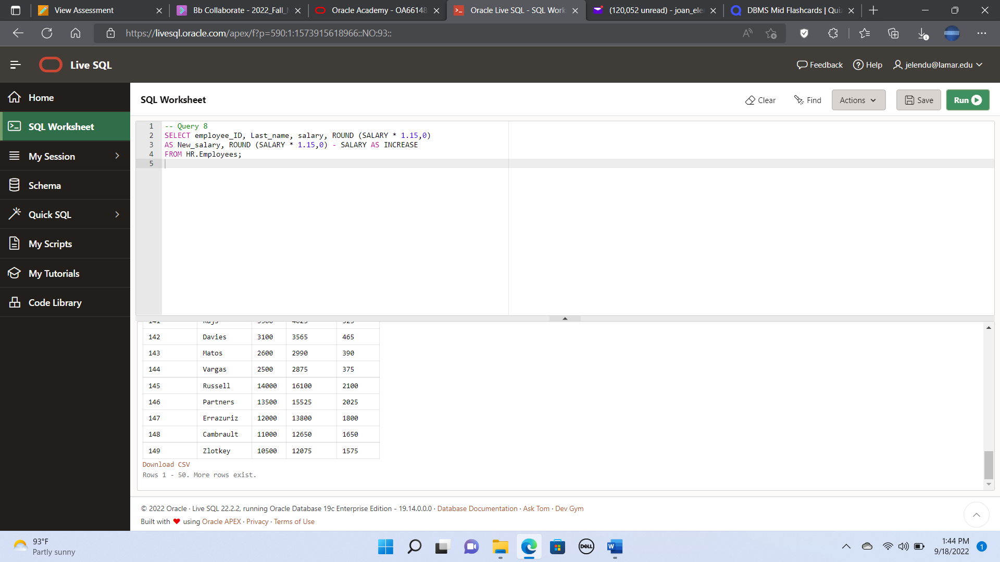 View Assessment
Bb Collaborate - 2022_Fall_
Oracle Academy - OA66148
Oracle Live SQL - SQL Work
(120,052 unread) - joan_ele
DBMS Mid Flashcards | Quiz
https://livesql.oracle.com/apex/f?p=590:1:1573915618966::NO:93::
Live SQL
Feedback
Help
jelendu@lamar.edu
Home
SQL Worksheet
My Session
Schema
Quick SQL
My Scripts
My Tutorials
Code Library
SQL Worksheet
Clear
Find
Actions
Save
Run
1 -- Query 8
2 SELECT employee_ID, Last_name, salary, ROUND (SALARY * 1.15,0)
3 AS New_salary, ROUND (SALARY * 1.15,0) - SALARY AS INCREASE
4 FROM HR.Employees;
5
142 Davies 3100 3565 465
143 Matos 2600 2990 390
144 Vargas 2500 2875 375
145 Russell 14000 16100 2100
146 Partners 13500 15525 2025
147 Errazuriz 12000 13800 1800
148 Cambrault 11000 12650 1650
149 Zlotkey 10500 12075 1575
Download CSV
Rows 1 - 50. More rows exist.
© 2022 Oracle · Live SQL 22.2.2, running Oracle Database 19c Enterprise Edition - 19.14.0.0.0 · Database Documentation · Ask Tom · Dev Gym
Built with ❤ using Oracle APEX · Privacy · Terms of Use
93°F
Partly sunny
DELL
W
1:44 PM
9/18/2022
1